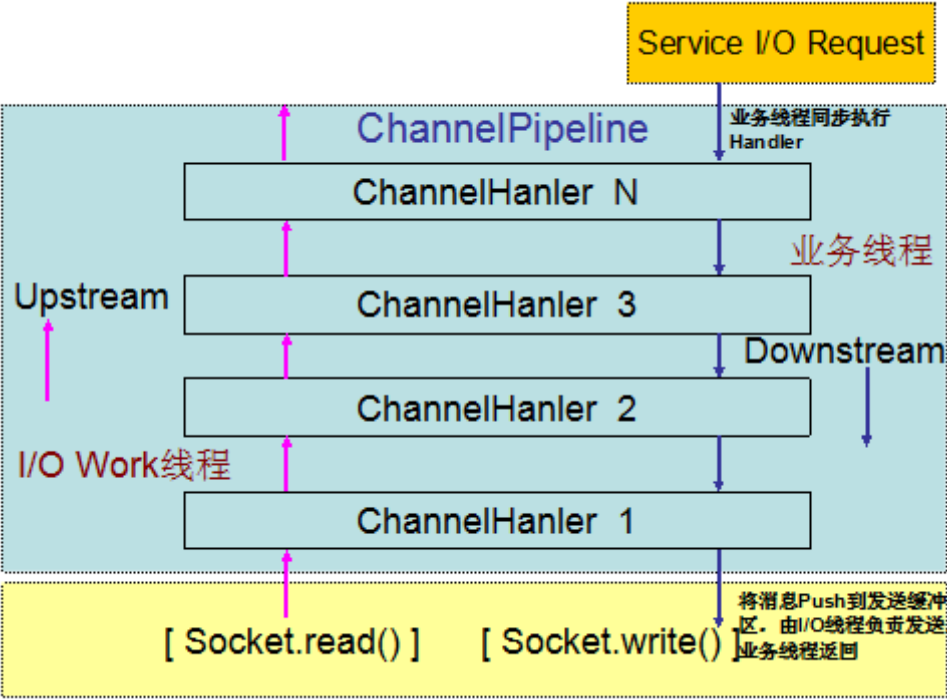 Service I/O Request
业务线程同步执行
Handler
ChannelPipeline
ChannelHanler N
业务线程
Upstream
ChannelHanler 3
Downstream
ChannelHanler 2
I/O Work线程
ChannelHanler 1
将消息Push到发送缓冲
区，由I/O线程负责发送
业务线程返回
[ Socket.read() ]
[ Socket.write() ]